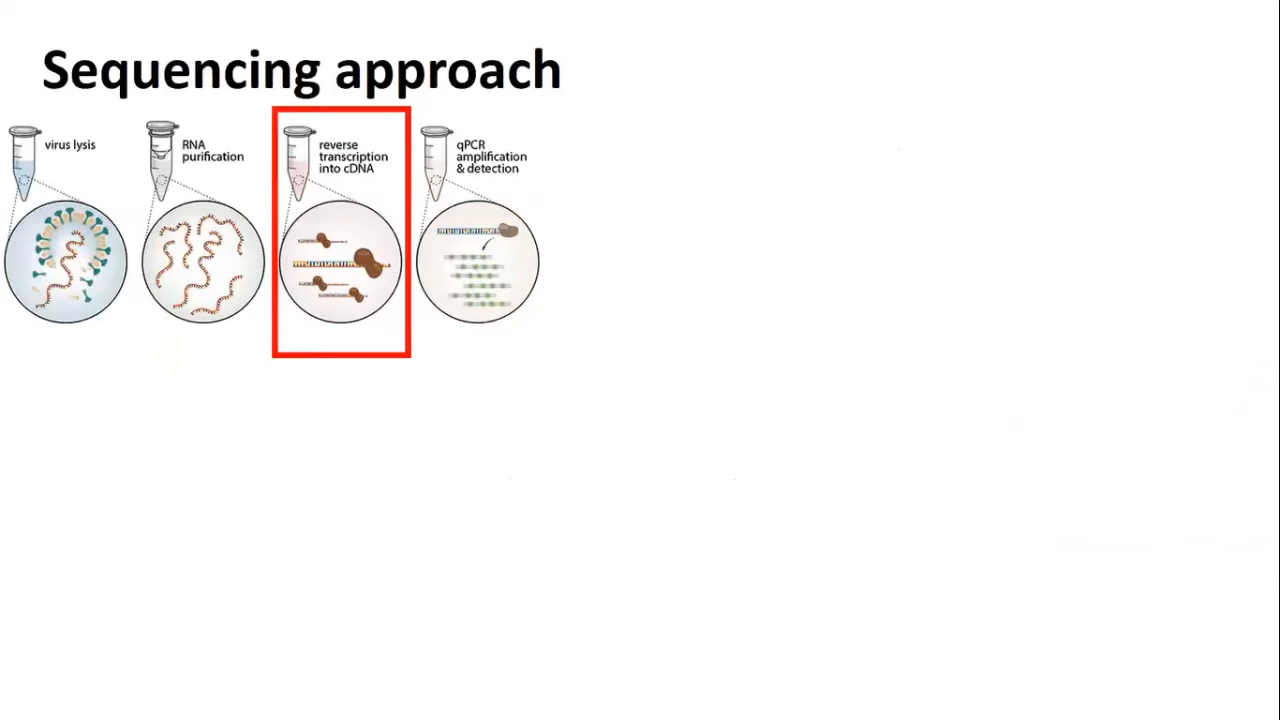 Sequencing approach
virus lysis
RNA
purification
reverse
transcription
into cDNA
qPCR
amplification
& detection